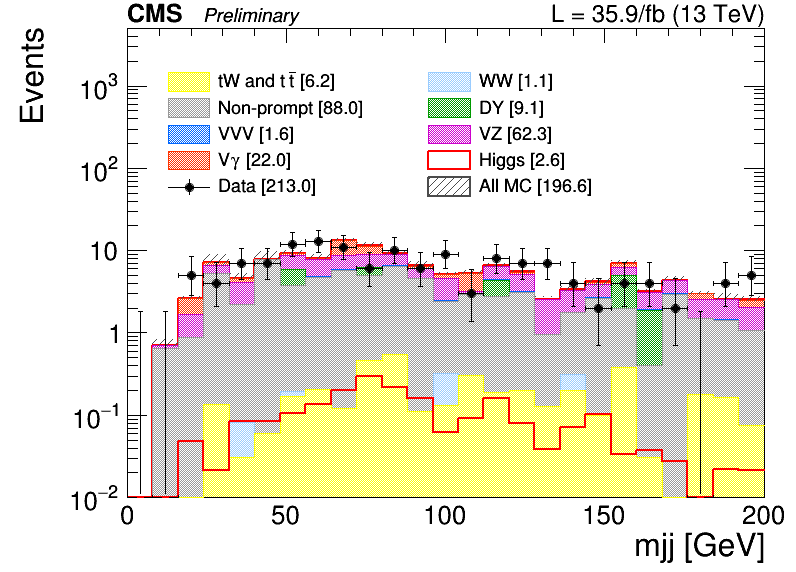 CMS Preliminary L = 35.9/fb (13 TeV)
Events
tW and t t̅ [6.2]
Non-prompt [88.0]
VVV [1.6]
Vγ [22.0]
Data [213.0]
WW [1.1]
DY [9.1]
VZ [62.3]
Higgs [2.6]
All MC [196.6]
10³
10²
10
1
10⁻¹
10⁻²
0 50 100 150 200
mjj [GeV]